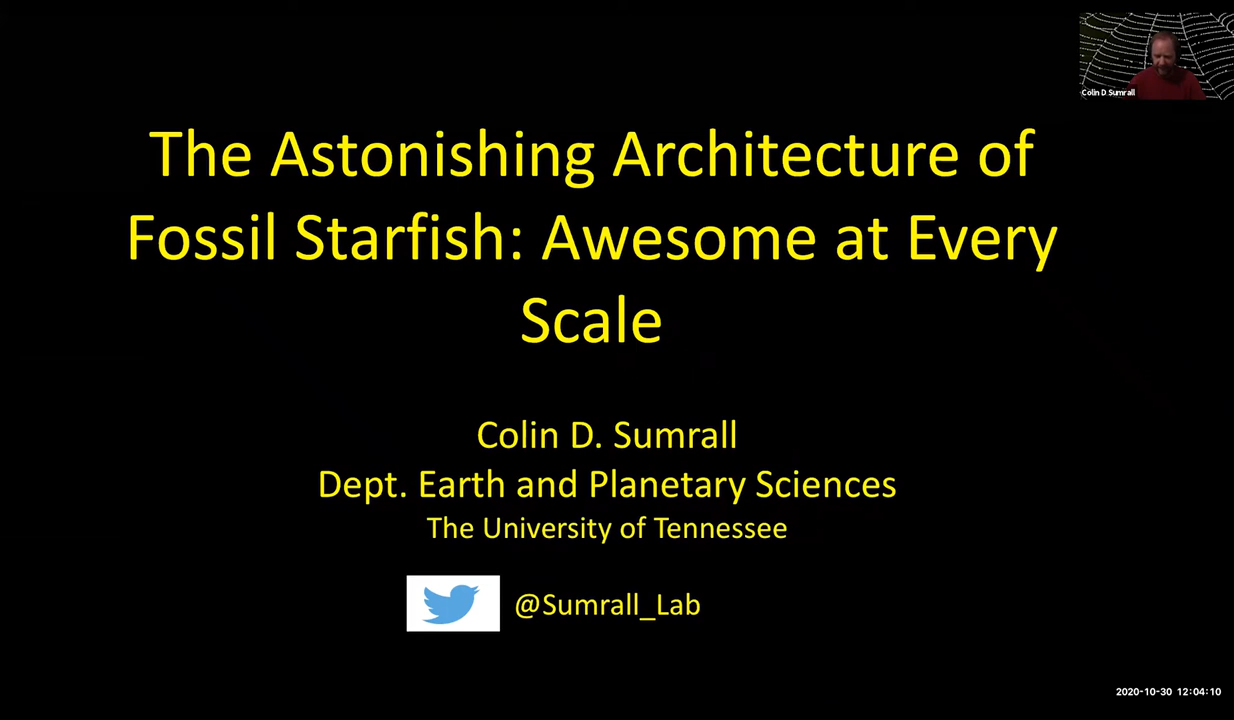 Colin D Sumrall
The Astonishing Architecture of
Fossil Starfish: Awesome at Every
Scale
Colin D. Sumrall
Dept. Earth and Planetary Sciences
The University of Tennessee
@Sumrall_Lab
2020-10-30 12:04:10